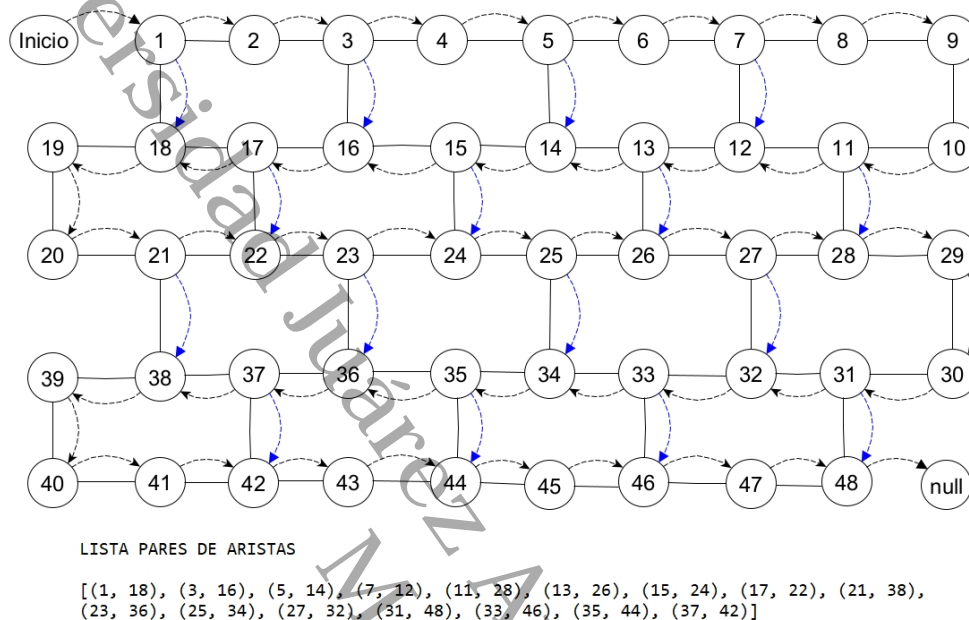 Inicio 1 2 3 4 5 6 7 8 9
19 18 17 16 15 14 13 12 11 10
20 21 22 23 24 25 26 27 28 29
39 38 37 36 35 34 33 32 31 30
40 41 42 43 44 45 46 47 48 null
LISTA PARES DE ARISTAS
[(1, 18), (3, 16), (5, 14), (7, 12), (11, 28), (13, 26), (15, 24), (17, 22), (21, 38),
(23, 36), (25, 34), (27, 32), (31, 48), (33, 46), (35, 44), (37, 42)]
ersidad Juárez A
M